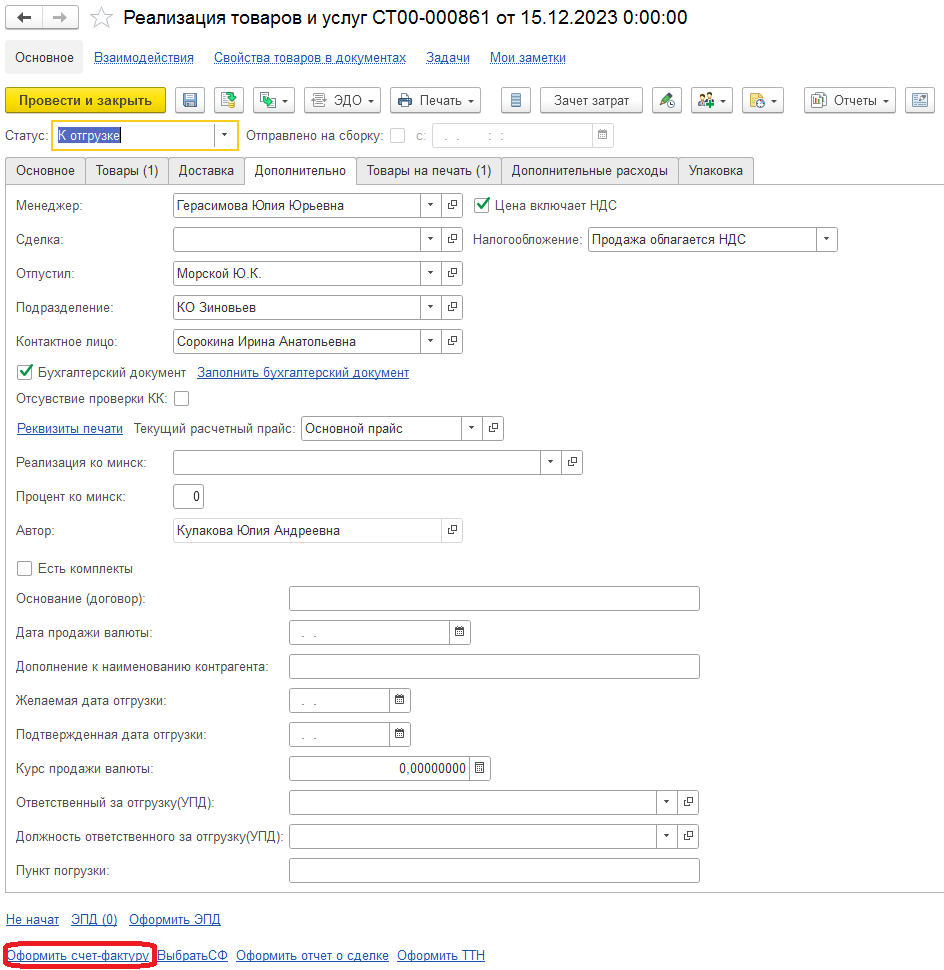 Реализация товаров и услуг СТ00-000861 от 15.12.2023 0:00:00
Основное Взаимодействия Свойства товаров в документах Задачи Мои заметки
Провести и закрыть ЭДО Печать Зачет затрат Отчеты
Статус: К отгрузке Отправлено на сборку: с: . . : :
Основное Товары (1) Доставка Дополнительно Товары на печать (1) Дополнительные расходы Упаковка
Менеджер: Герасимова Юлия Юрьевна Цена включает НДС
Сделка: Налогообложение: Продажа облагается НДС
Отпустил: Морской Ю.К.
Подразделение: КО Зиновьев
Контактное лицо: Сорокина Ирина Анатольевна
Бухгалтерский документ Заполнить бухгалтерский документ
Отсувствие проверки КК:
Реквизиты печати Текущий расчетный прайс: Основной прайс
Реализация ко минск:
Процент ко минск: 0
Автор: Кулакова Юлия Андреевна
Есть комплекты
Основание (договор):
Дата продажи валюты: . .
Дополнение к наименованию контрагента:
Желаемая дата отгрузки: . .
Подтвержденная дата отгрузки: . .
Курс продажи валюты: 0,00000000
Ответственный за отгрузку(УПД):
Должность ответственного за отгрузку(УПД):
Пункт погрузки:
Не начат ЭПД (0) Оформить ЭПД
Оформить счет-фактуру ВыбратьСФ Оформить отчет о сделке Оформить ТТН